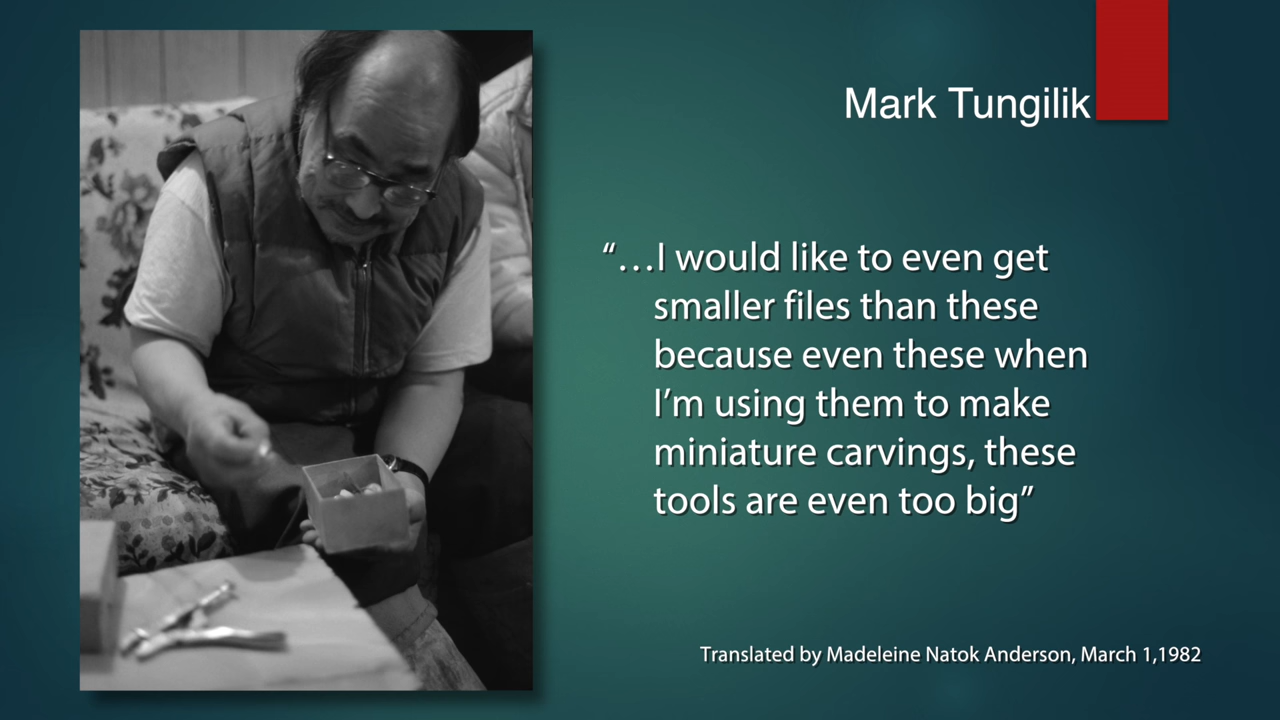 Mark Tungilik
“…I would like to even get
smaller files than these
because even these when
I’m using them to make
miniature carvings, these
tools are even too big”
Translated by Madeleine Natok Anderson, March 1,1982